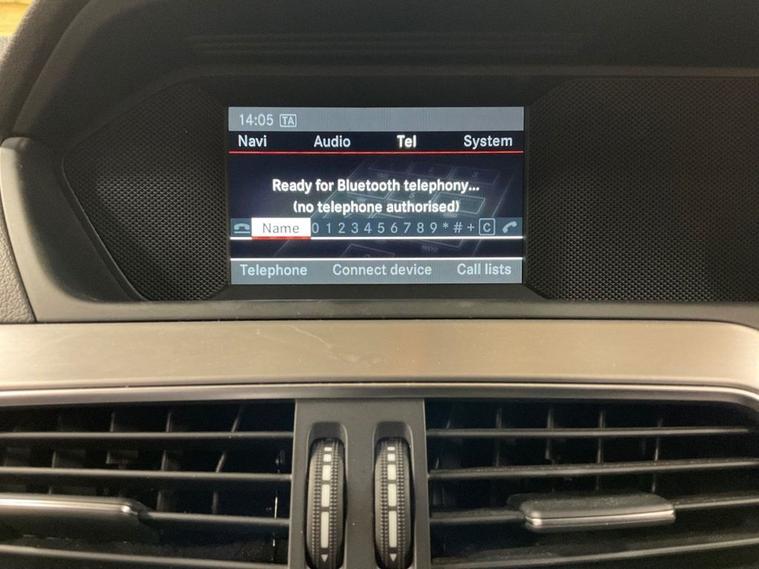 14:05 TA
Navi Audio Tel System
Ready for Bluetooth telephony...
(no telephone authorised)
Name 0 1 2 3 4 5 6 7 8 9 * # + C
Telephone Connect device Call lists